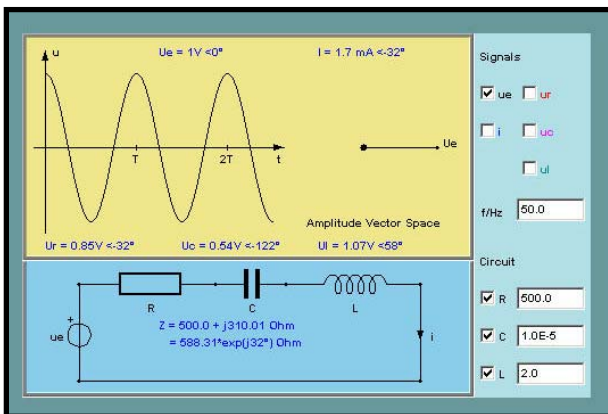 u
Ue = 1V <0°
I = 1.7 mA <-32°
T
2T
t
Ue
Amplitude Vector Space
Ur = 0.85V <-32°
Uc = 0.54V <-122°
Ul = 1.07V <58°
R
C
L
Z = 500.0 + j310.01 Ohm
= 588.31*exp(j32°) Ohm
+
ue
i
Signals
ue
ur
i
uc
ul
f/Hz 50.0
Circuit
R 500.0
C 1.0E-5
L 2.0